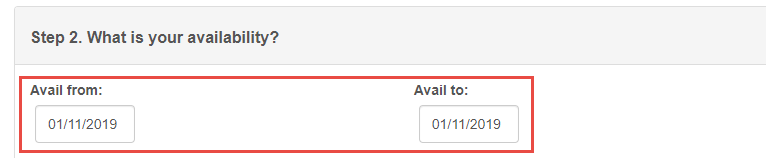 Step 2. What is your availability?
Avail from: Avail to:
01/11/2019 01/11/2019